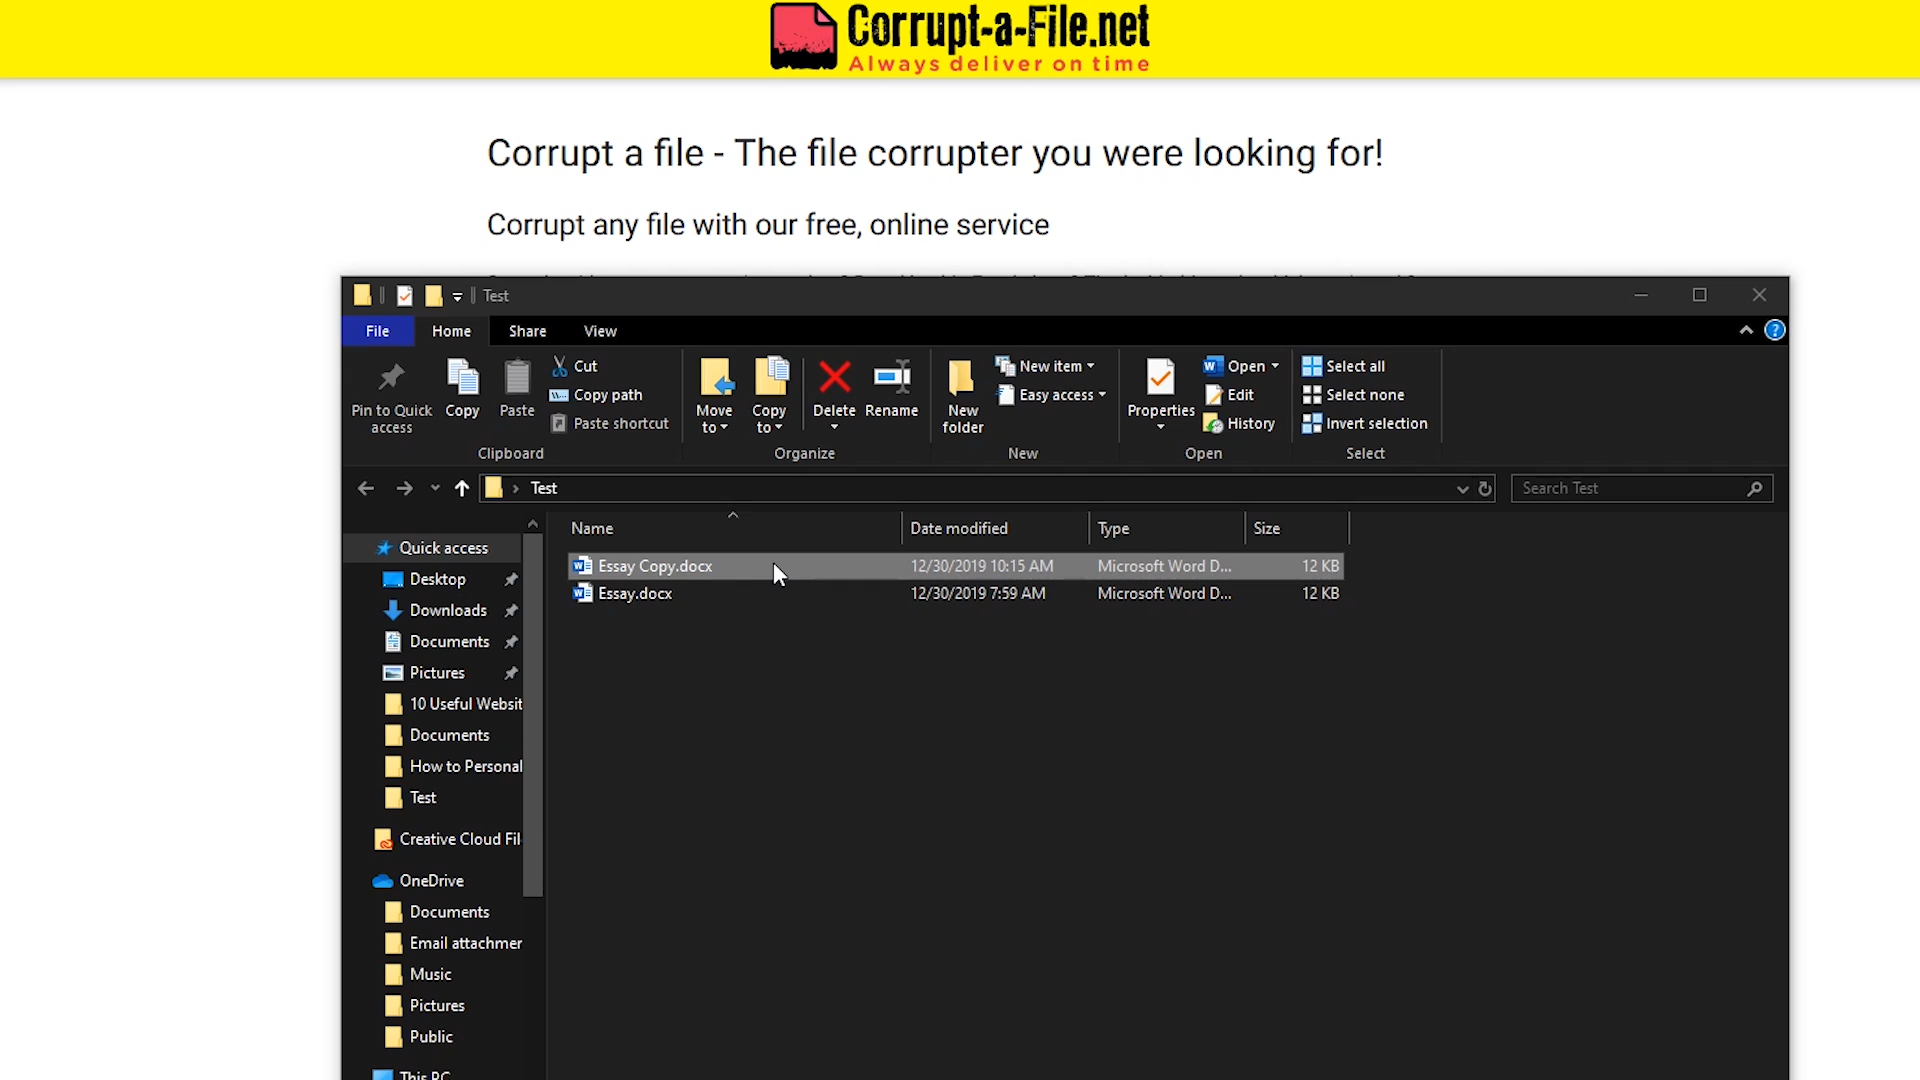 Corrupt-a-File.net
Always deliver on time
Corrupt a file - The file corrupter you were looking for!
Corrupt any file with our free, online service
Test
File Home Share View
Pin to Quick access
Copy
Paste
Cut
Copy path
Paste shortcut
Clipboard
Move to
Copy to
Delete
Rename
Organize
New folder
New item
Easy access
New
Properties
Open
Edit
History
Open
Select all
Select none
Invert selection
Select
Test
Search Test
Name Date modified Type Size
Essay Copy.docx 12/30/2019 10:15 AM Microsoft Word D... 12 KB
Essay.docx 12/30/2019 7:59 AM Microsoft Word D... 12 KB
Quick access
Desktop
Downloads
Documents
Pictures
10 Useful Websit
Documents
How to Personal
Test
Creative Cloud Fil
OneDrive
Documents
Email attachmer
Music
Pictures
Public
This PC